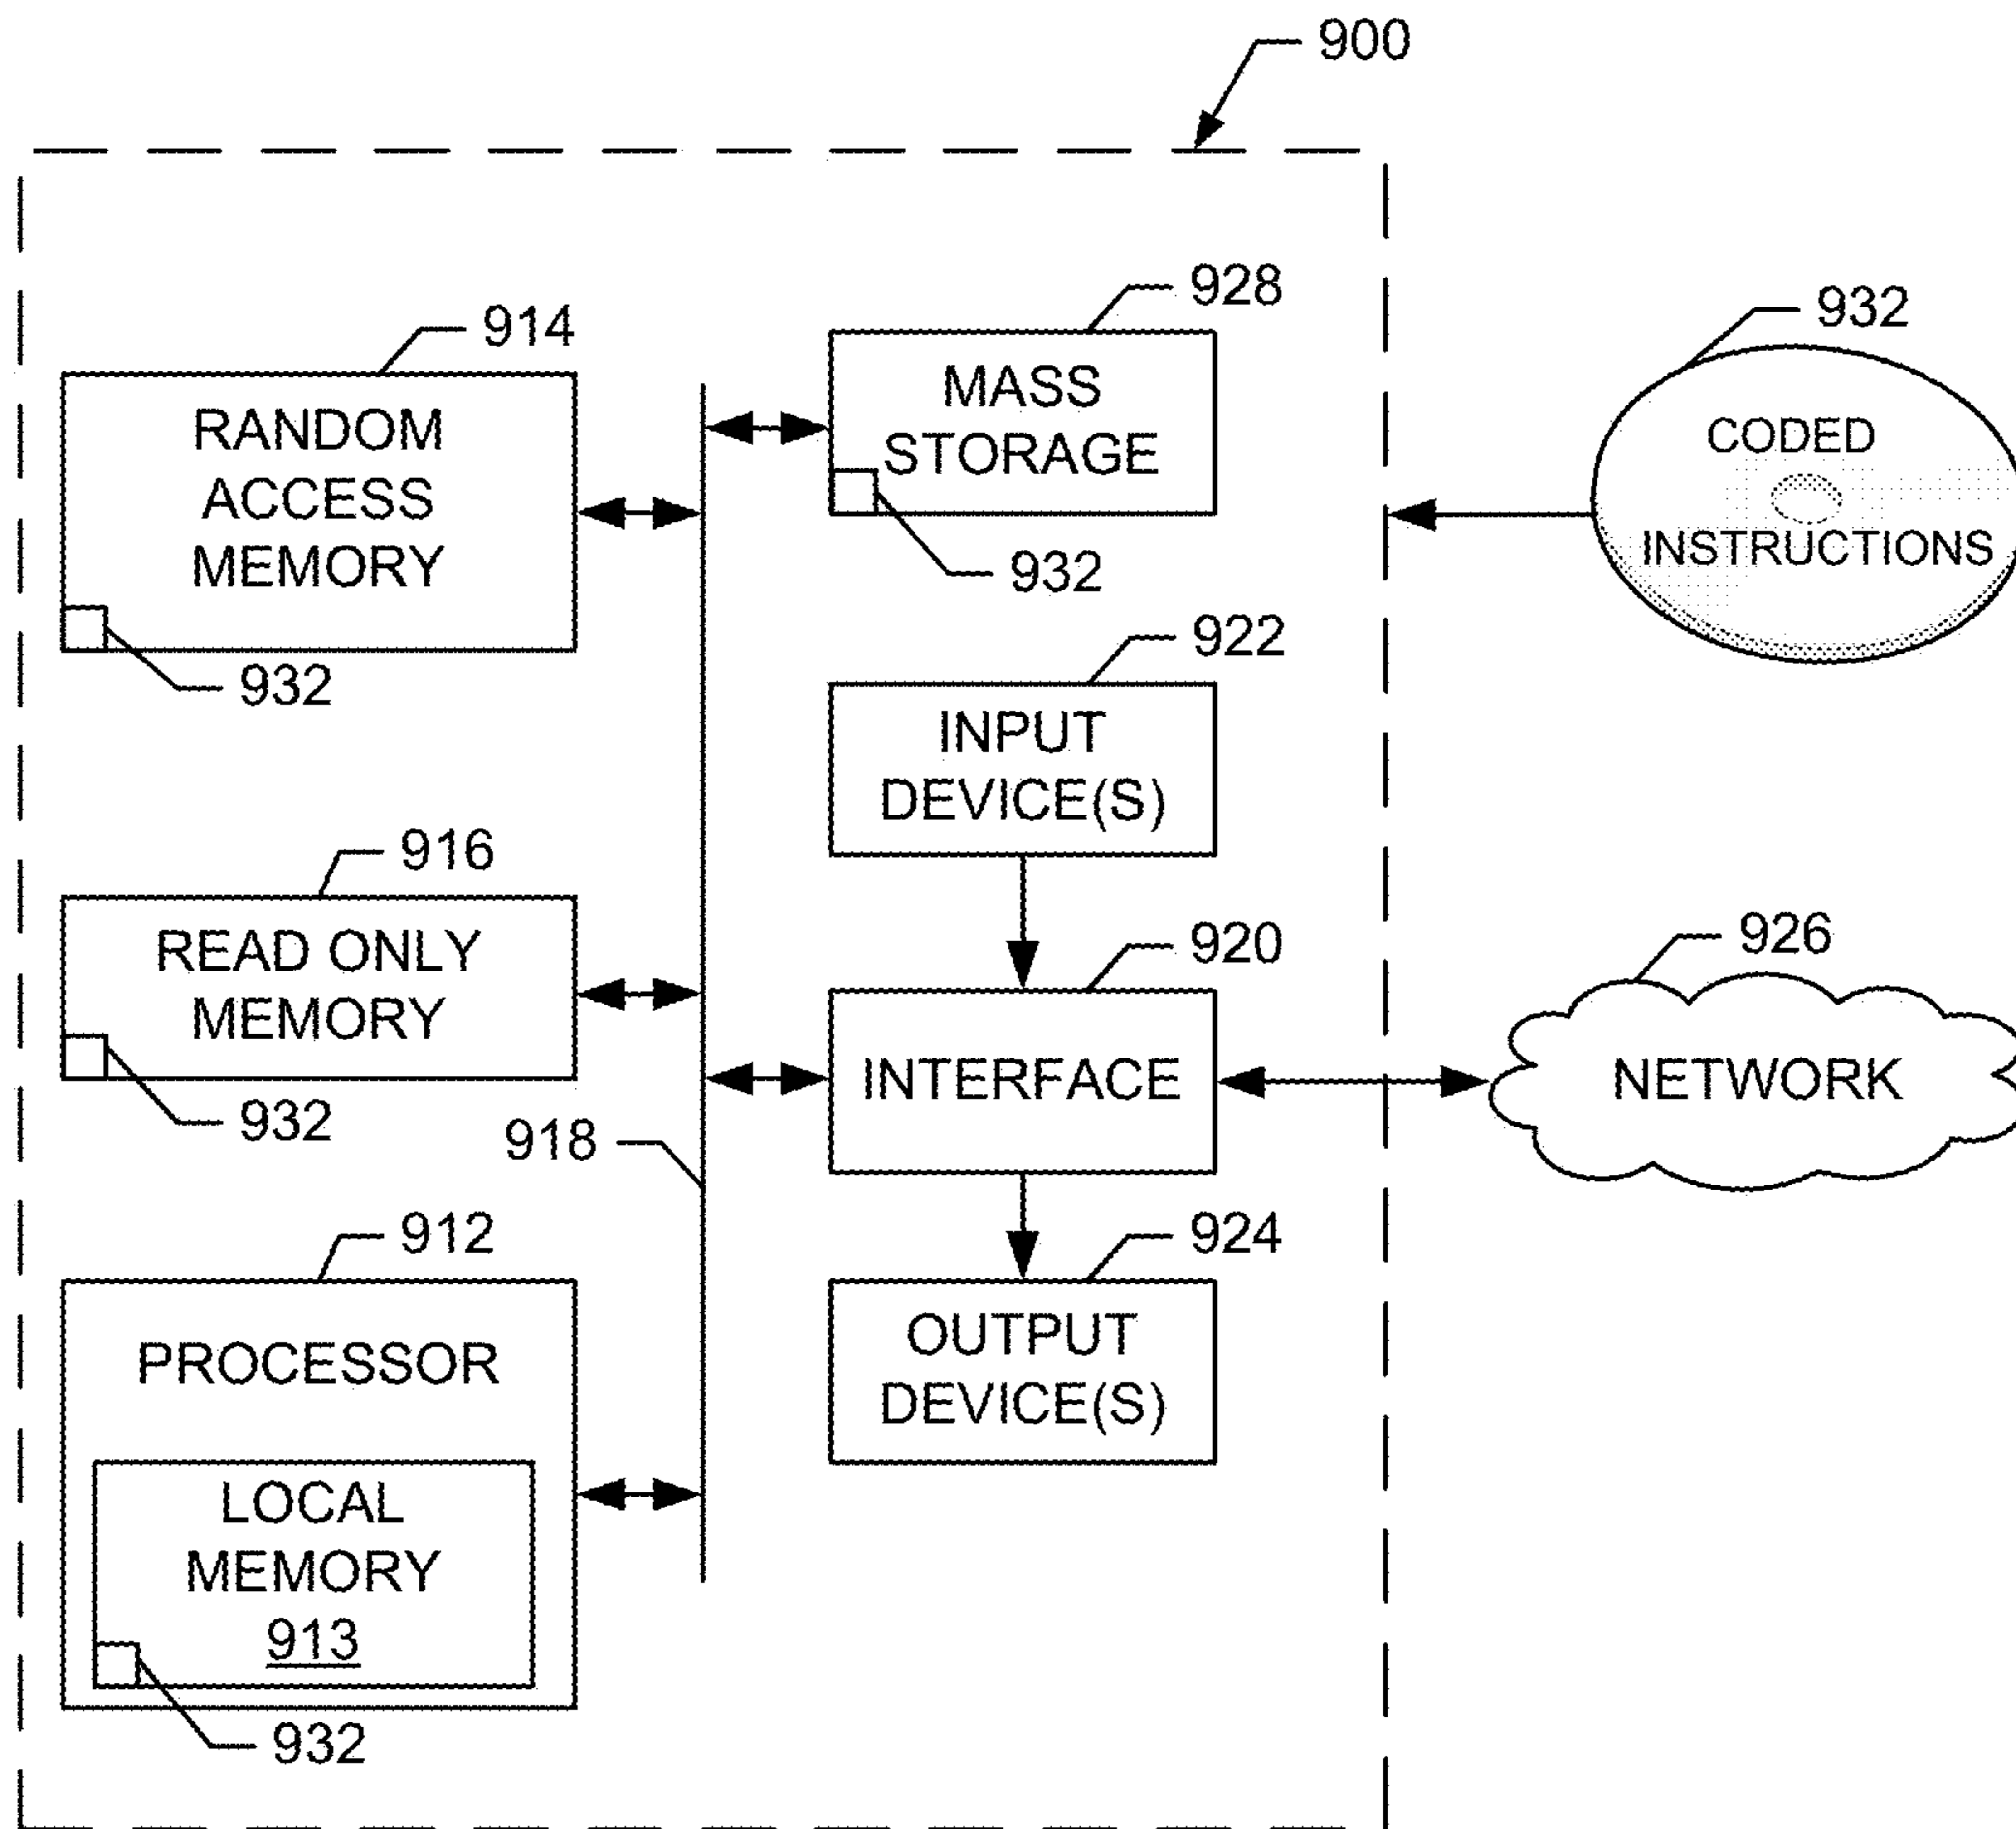 900
914
RANDOM
ACCESS
MEMORY
932
928
MASS
STORAGE
932
932
CODED
INSTRUCTIONS
922
INPUT
DEVICE(S)
916
READ ONLY
MEMORY
932
918
920
INTERFACE
926
NETWORK
912
PROCESSOR
LOCAL
MEMORY
913
932
924
OUTPUT
DEVICE(S)